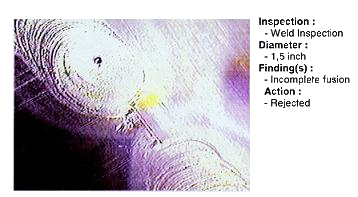 Inspection :
- Weld Inspection
Diameter :
- 1,5 inch
Finding(s) :
- Incomplete fusion
Action :
- Rejected